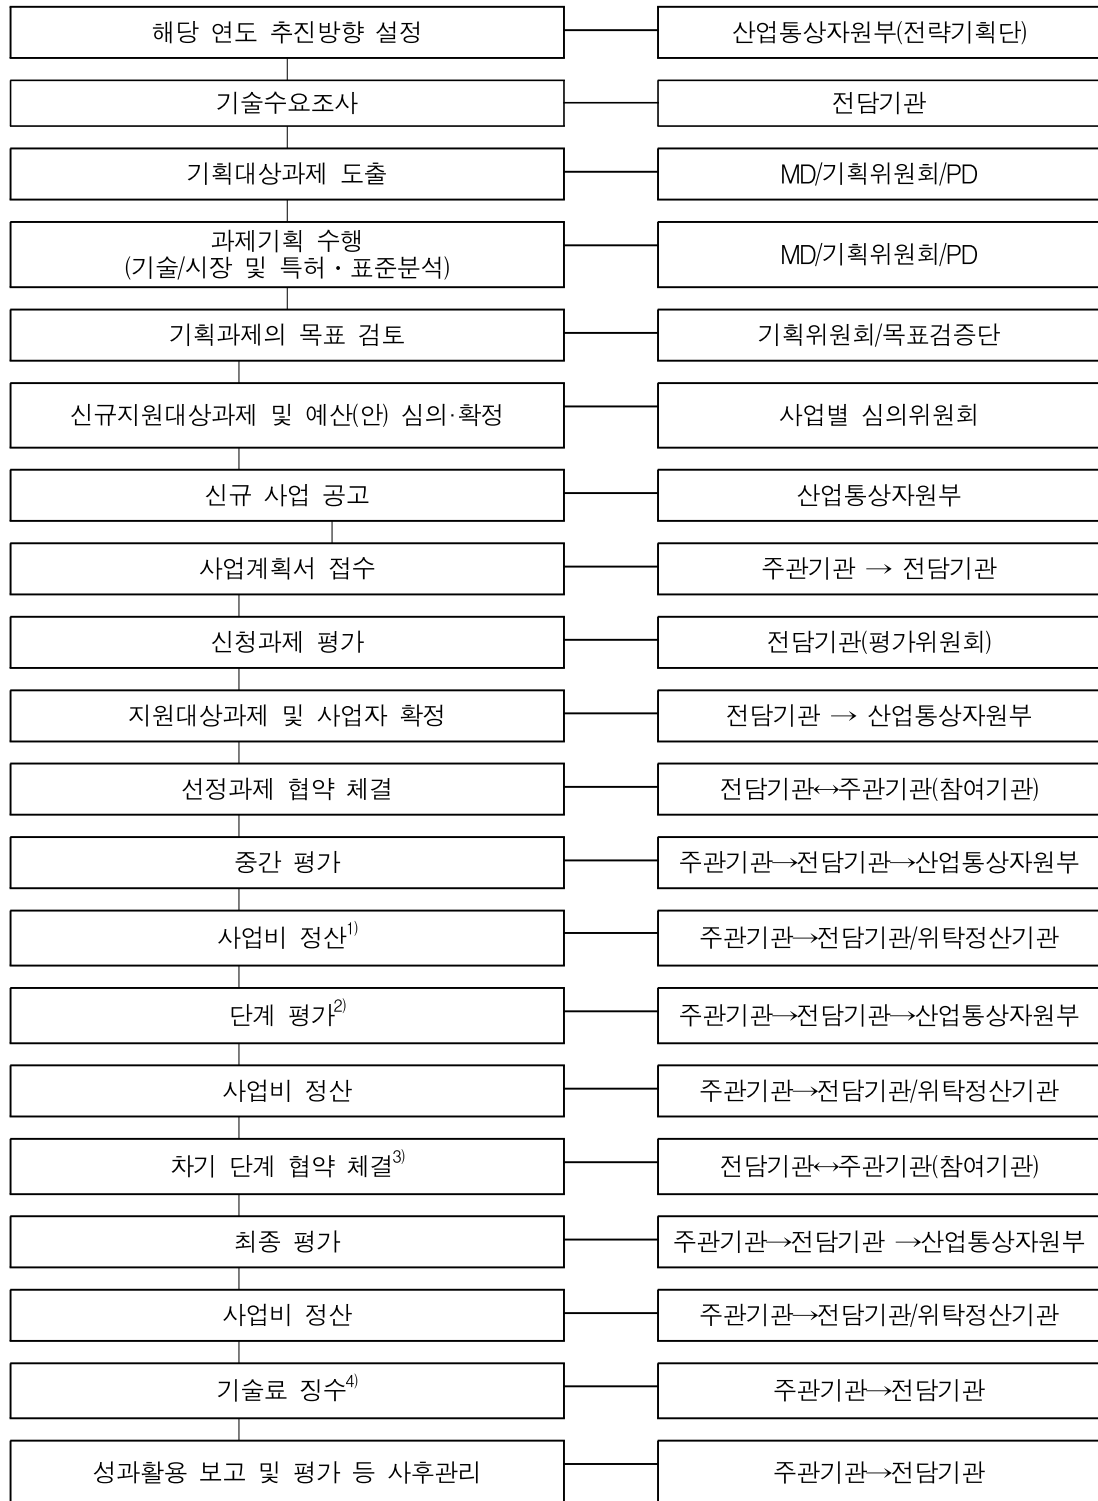 해당 연도 추진방향 설정
산업통상자원부(전략기획단)
기술수요조사
전담기관
기획대상과제 도출
MD/기획위원회/PD
과제기획 수행
(기술/시장 및 특허・표준분석)
MD/기획위원회/PD
기획과제의 목표 검토
기획위원회/목표검증단
신규지원대상과제 및 예산(안) 심의·확정
사업별 심의위원회
신규 사업 공고
산업통상자원부
사업계획서 접수
주관기관 → 전담기관
신청과제 평가
전담기관(평가위원회)
지원대상과제 및 사업자 확정
전담기관 → 산업통상자원부
선정과제 협약 체결
전담기관↔주관기관(참여기관)
중간 평가
주관기관→전담기관→산업통상자원부
사업비 정산1)
주관기관→전담기관/위탁정산기관
단계 평가2)
주관기관→전담기관→산업통상자원부
사업비 정산
주관기관→전담기관/위탁정산기관
차기 단계 협약 체결3)
전담기관↔주관기관(참여기관)
최종 평가
주관기관→전담기관 →산업통상자원부
사업비 정산
주관기관→전담기관/위탁정산기관
기술료 징수4)
주관기관→전담기관
성과활용 보고 및 평가 등 사후관리
주관기관→전담기관